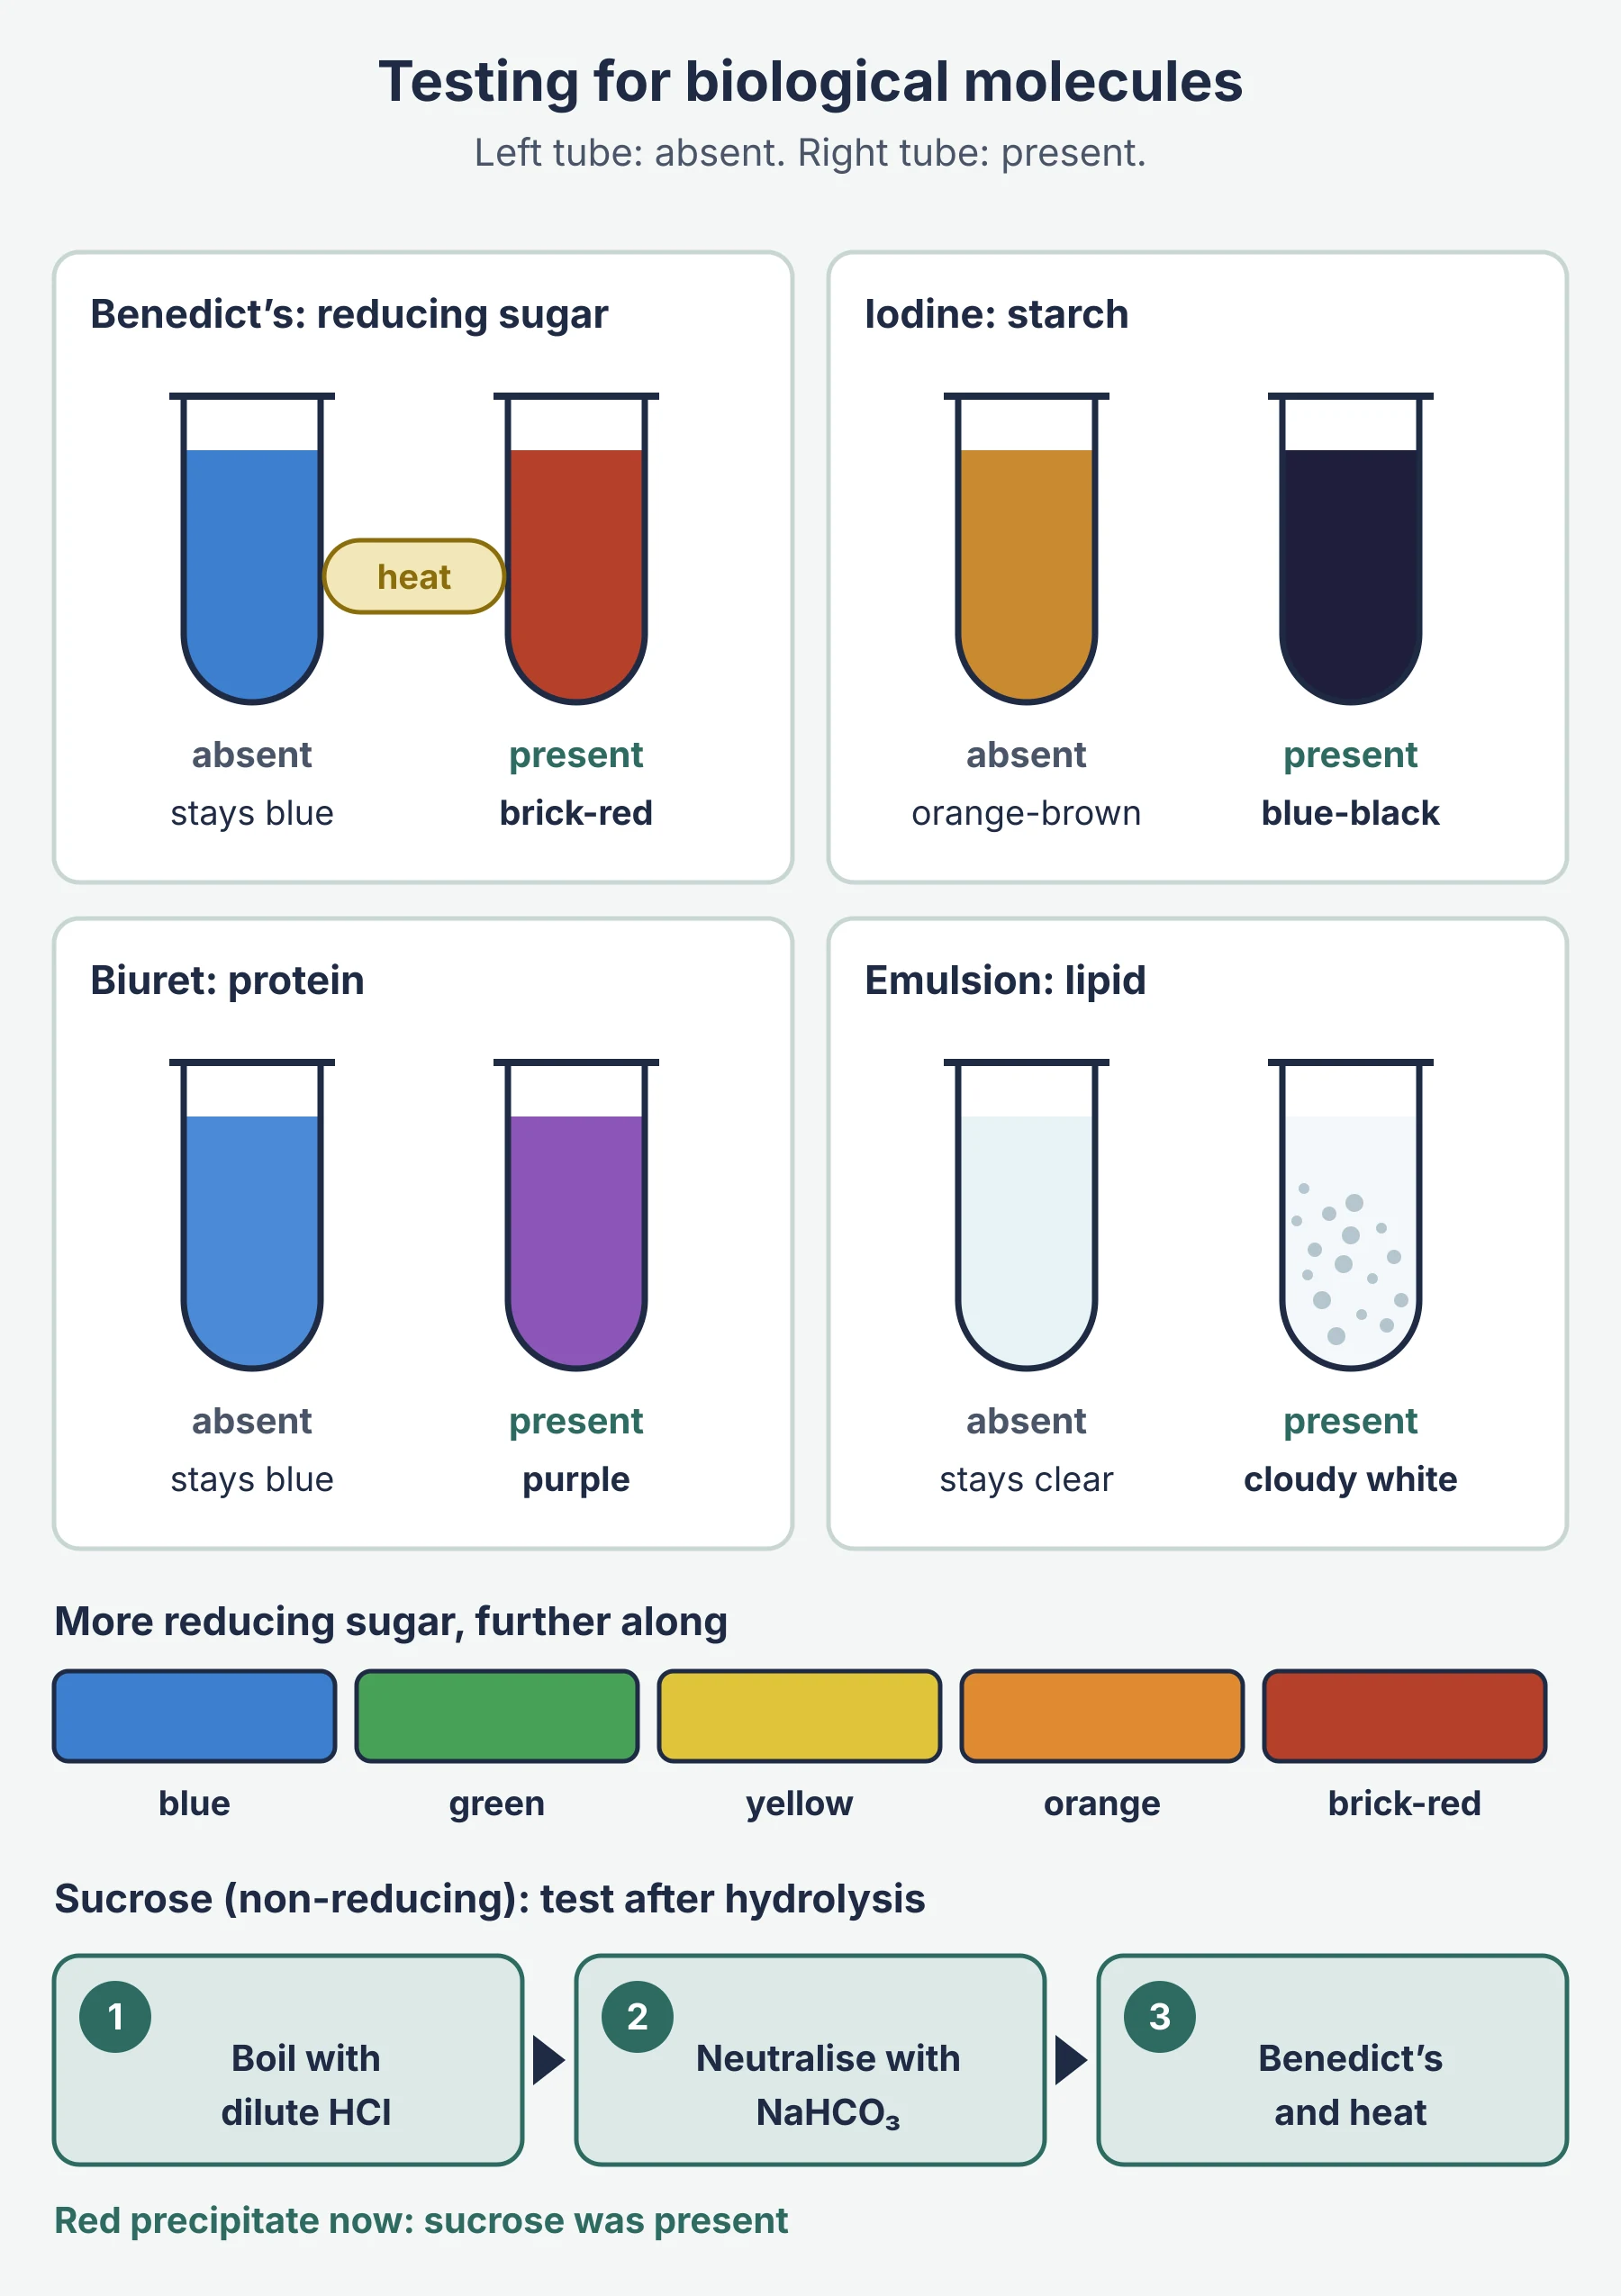 Testing for biological molecules
Left tube: absent. Right tube: present.
Benedict’s: reducing sugar
heat
absent
present
stays blue
brick-red
Iodine: starch
absent
present
orange-brown
blue-black
Biuret: protein
absent
present
stays blue
purple
Emulsion: lipid
absent
present
stays clear
cloudy white
More reducing sugar, further along
blue
green
yellow
orange
brick-red
Sucrose (non-reducing): test after hydrolysis
1
Boil with
dilute HCl
2
Neutralise with
NaHCO₃
3
Benedict’s
and heat
Red precipitate now: sucrose was present